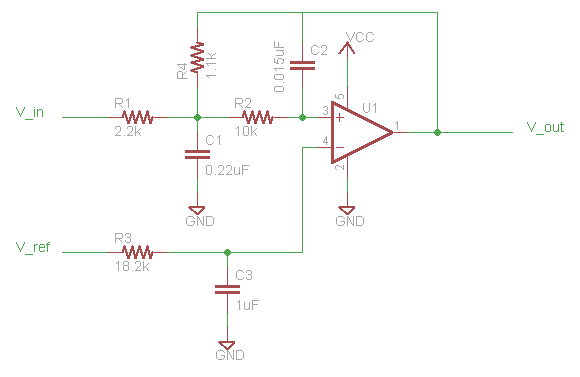 VCC
R4
1.1k
0.015uF
C2
5
U1
V_in
R1
2.2k
R2
10k
3
+
1
V_out
4
−
2
C1
0.22uF
GND
GND
V_ref
R3
18.2k
C3
1uF
GND